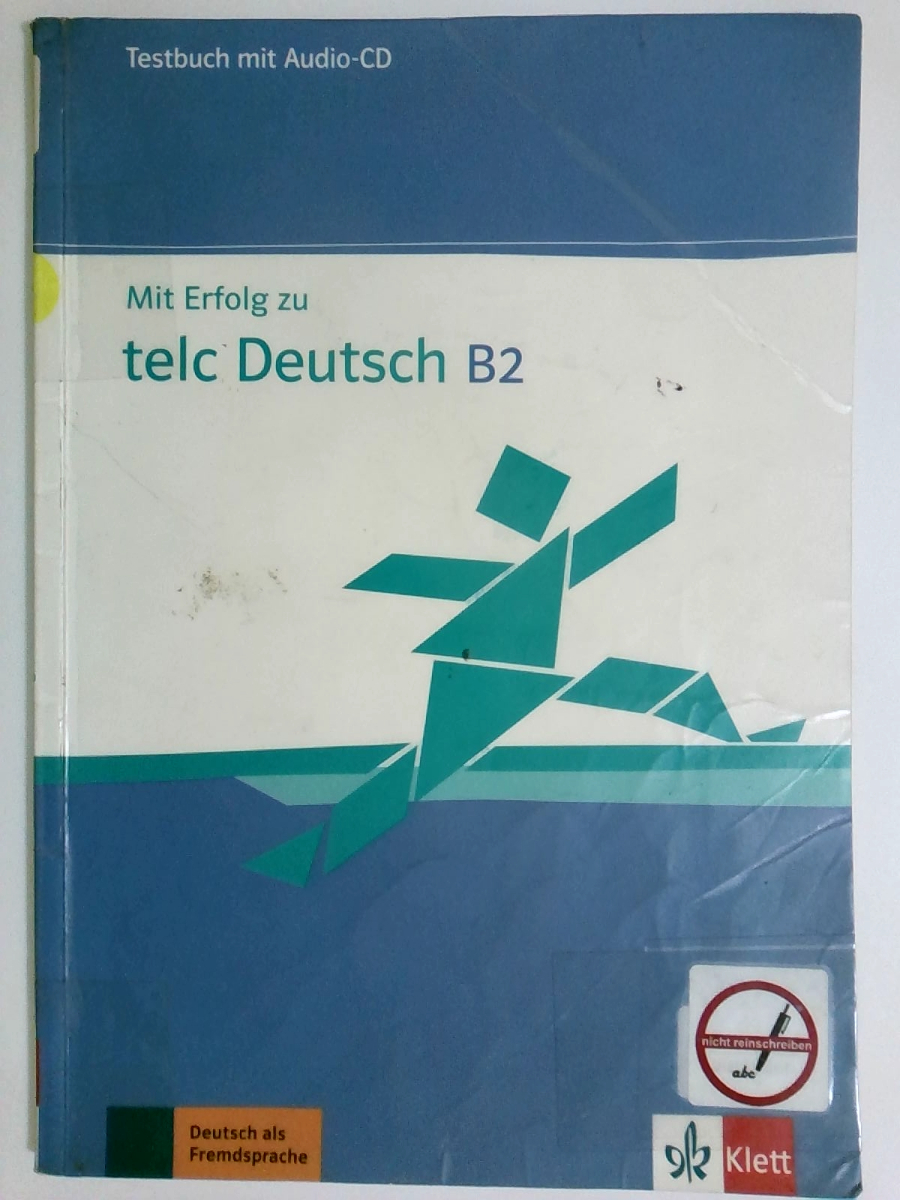 Testbuch mit Audio-CD
Mit Erfolg zu
telc Deutsch B2
nicht reinschreiben
abc
Deutsch als
Fremdsprache
Klett